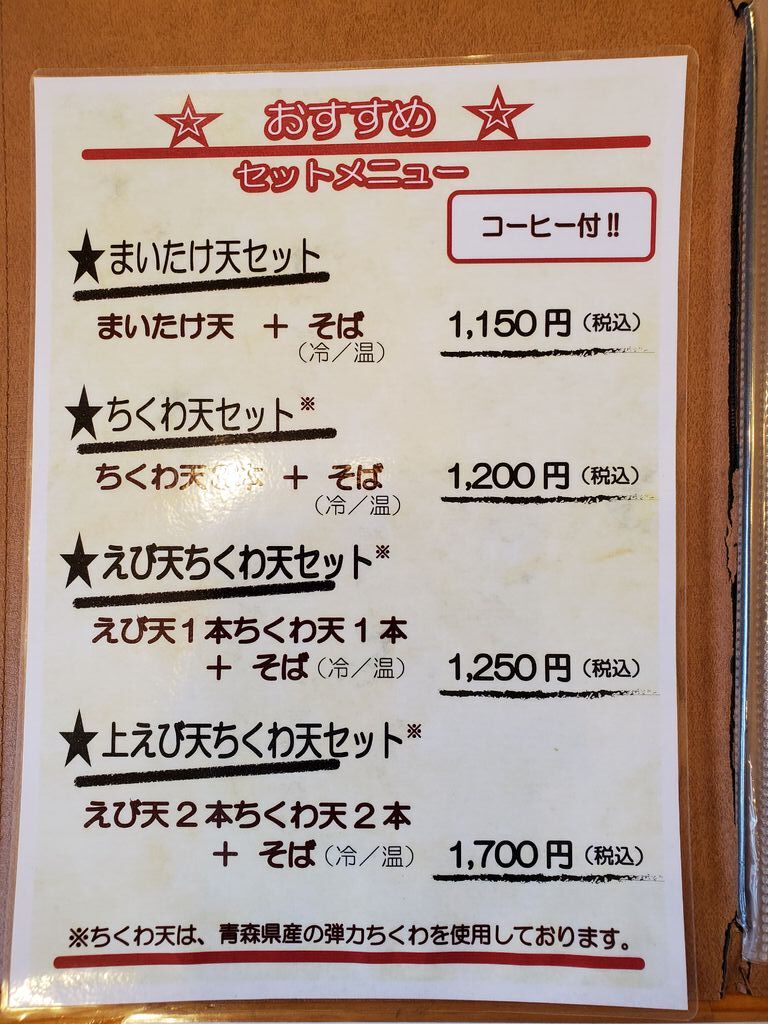 おすすめ
セットメニュー
コーヒー付!!
★まいたけ天セット
まいたけ天 + そば
(冷/温)
1,150円(税込)
★ちくわ天セット※
ちくわ天 本 + そば
(冷/温)
1,200円(税込)
★えび天ちくわ天セット※
えび天1本ちくわ天1本
+ そば(冷/温)
1,250円(税込)
★上えび天ちくわ天セット※
えび天2本ちくわ天2本
+ そば(冷/温)
1,700円(税込)
※ちくわ天は、青森県産の弾力ちくわを使用しております。